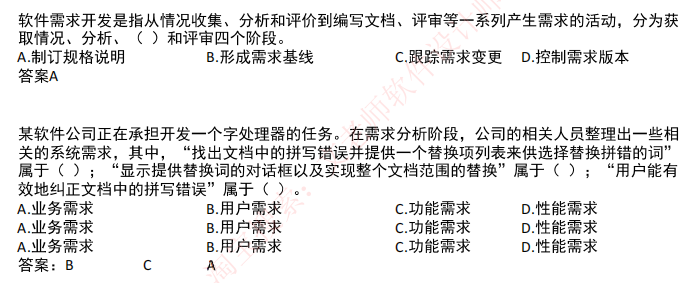 软件需求开发是指从情况收集、分析和评价到编写文档、评审等一系列产生需求的活动，分为获
取情况、分析、（ ）和评审四个阶段。
A.制订规格说明 B.形成需求基线 C.跟踪需求变更 D.控制需求版本
答案A
某软件公司正在承担开发一个字处理器的任务。在需求分析阶段，公司的相关人员整理出一些相
关的系统需求，其中，“找出文档中的拼写错误并提供一个替换项列表来供选择替换拼错的词”
属于（ ）；“显示提供替换词的对话框以及实现整个文档范围的替换”属于（ ）；“用户能有
效地纠正文档中的拼写错误”属于（ ）。
A.业务需求 B.用户需求 C.功能需求 D.性能需求
A.业务需求 B.用户需求 C.功能需求 D.性能需求
A.业务需求 B.用户需求 C.功能需求 D.性能需求
答案：B C A